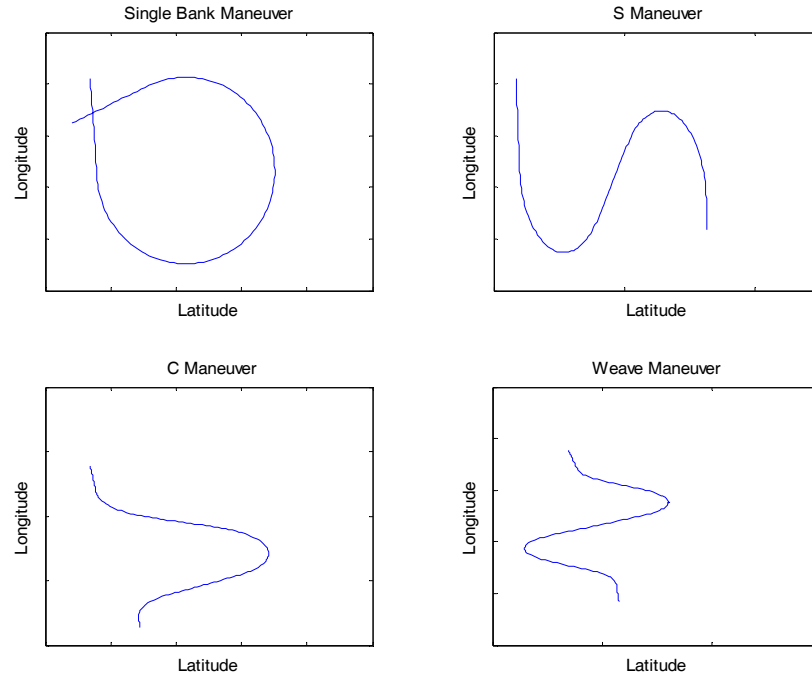 Single Bank Maneuver
Longitude
Latitude
S Maneuver
Longitude
Latitude
C Maneuver
Longitude
Latitude
Weave Maneuver
Longitude
Latitude